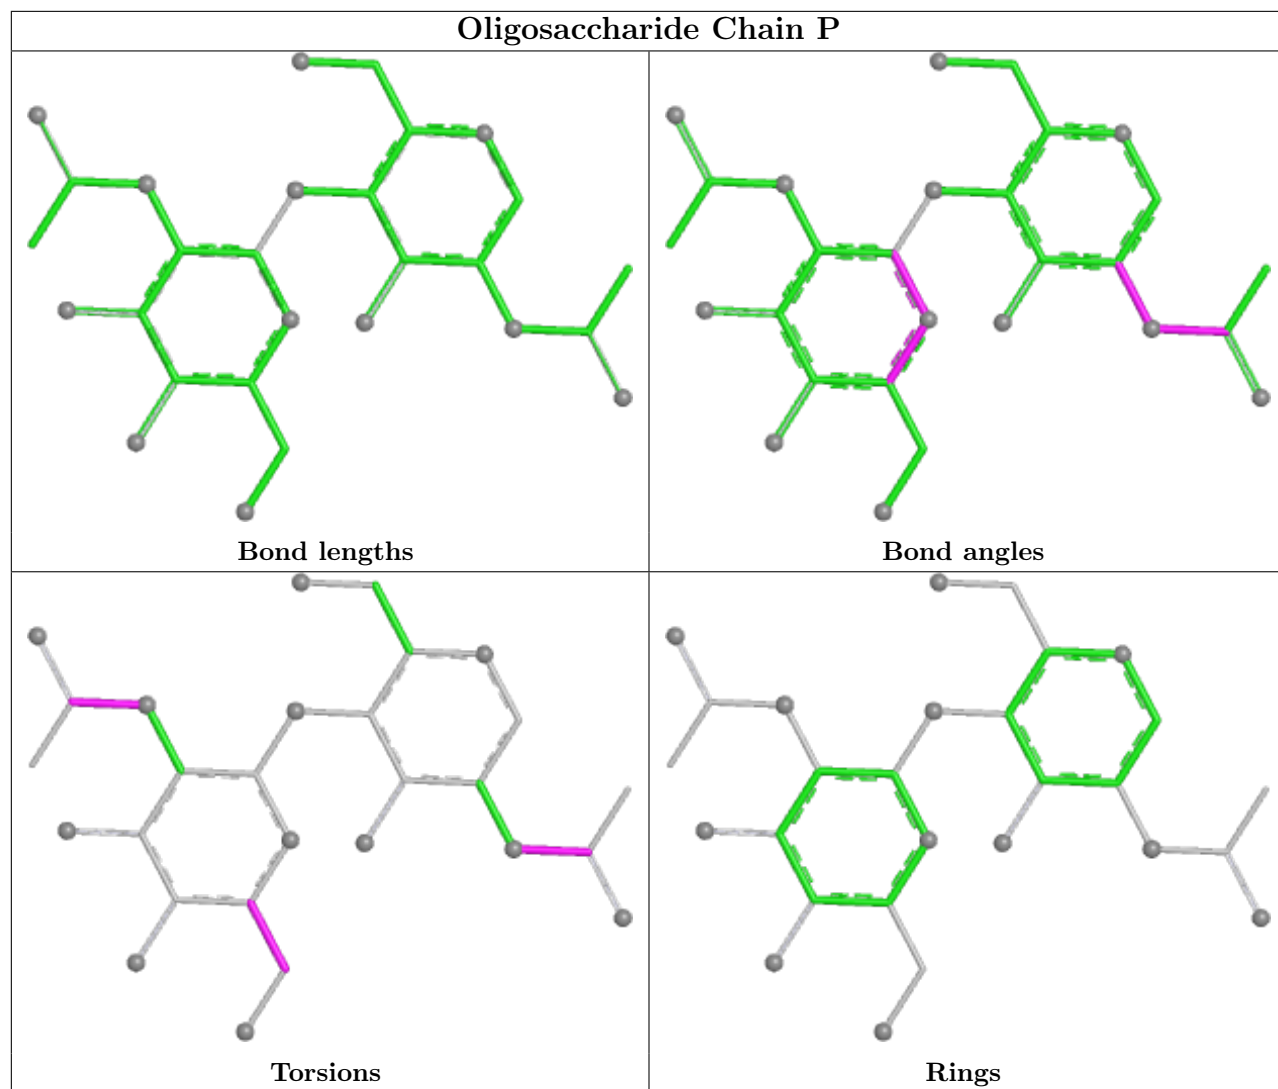 Oligosaccharide Chain P
Bond lengths
Bond angles
Torsions
Rings